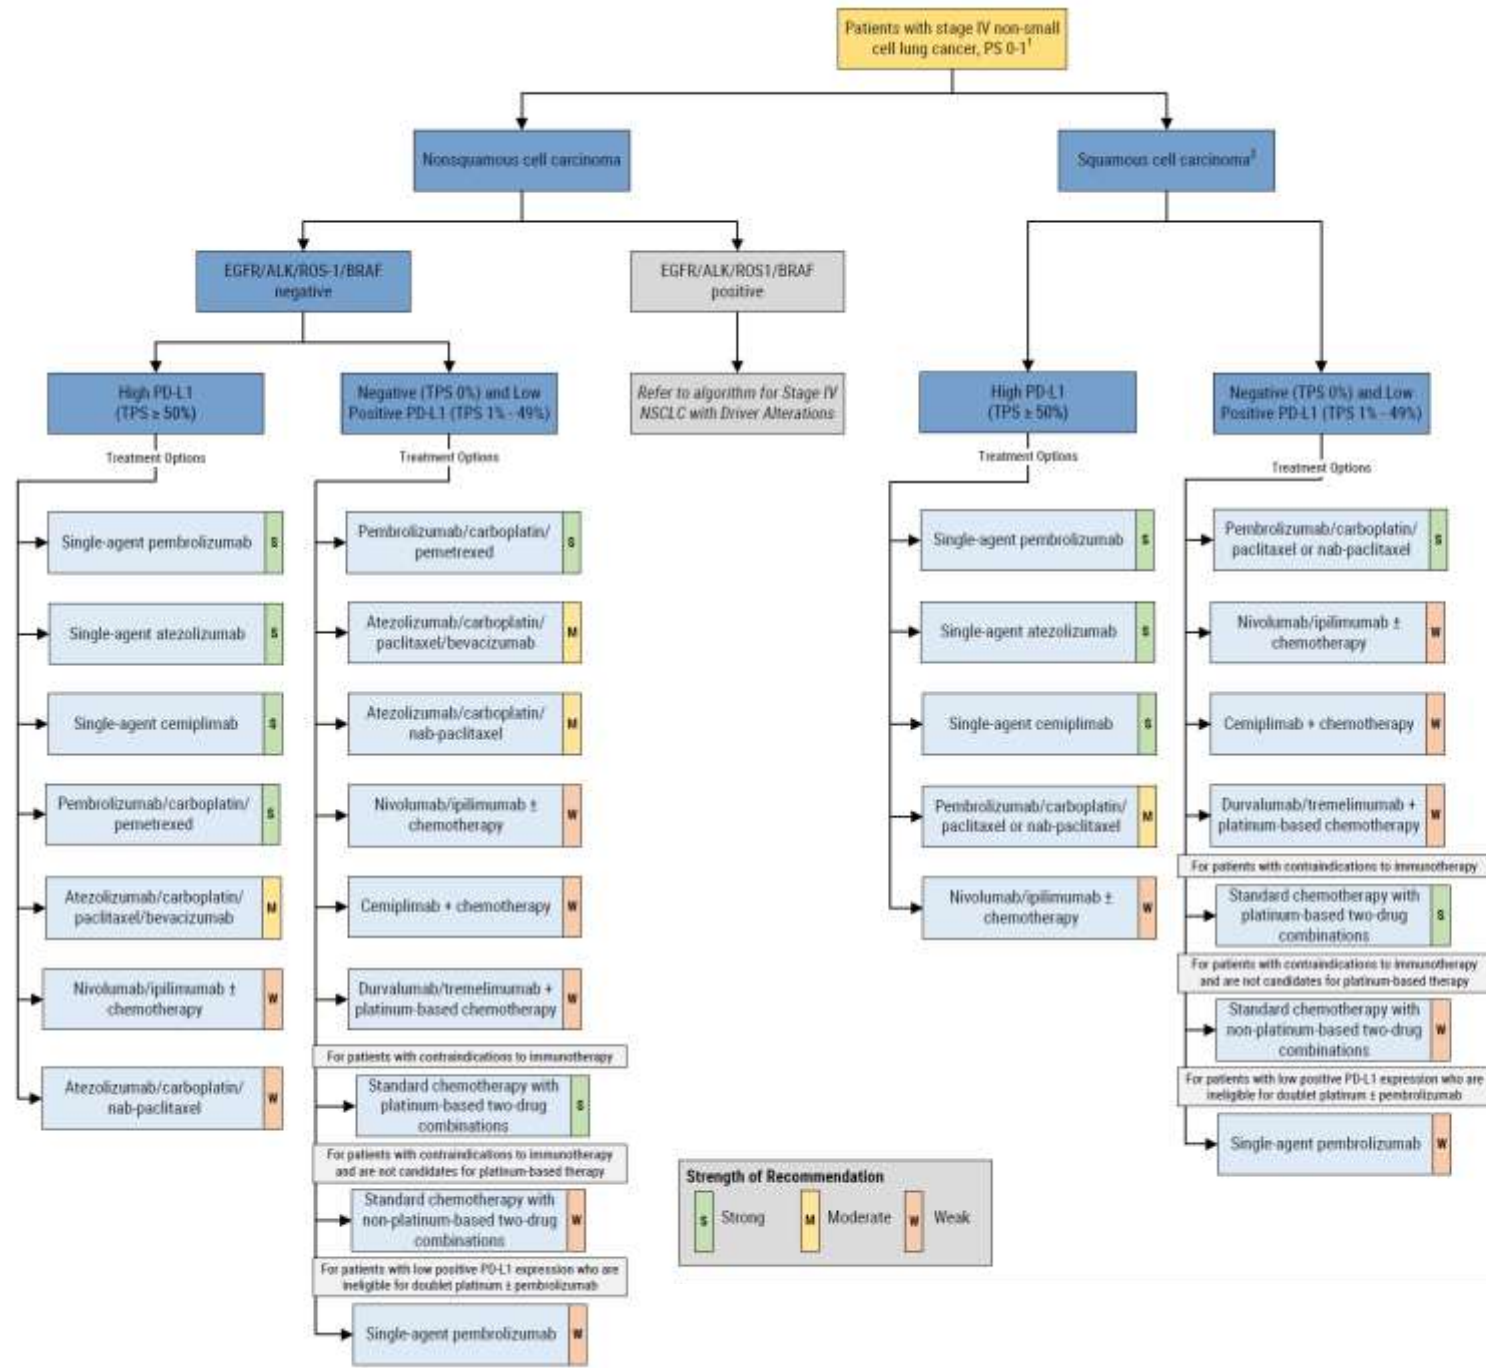 Patients with stage IV non-small
cell lung cancer, PS 0-1¹
Nonsquamous cell carcinoma
Squamous cell carcinoma²
EGFR/ALK/ROS-1/BRAF
negative
EGFR/ALK/ROS1/BRAF
positive
High PD-L1
(TPS ≥ 50%)
Negative (TPS 0%) and Low
Positive PD-L1 (TPS 1% - 49%)
Refer to algorithm for Stage IV
NSCLC with Driver Alterations
High PD-L1
(TPS ≥ 50%)
Negative (TPS 0%) and Low
Positive PD-L1 (TPS 1% - 49%)
Treatment Options
Single-agent pembrolizumab
S
Single-agent atezolizumab
S
Single-agent cemiplimab
S
Pembrolizumab/carboplatin/
pemetrexed
S
Atezolizumab/carboplatin/
paclitaxel/bevacizumab
M
Nivolumab/ipilimumab ±
chemotherapy
W
Atezolizumab/carboplatin/
nab-paclitaxel
W
Treatment Options
Pembrolizumab/carboplatin/
pemetrexed
S
Atezolizumab/carboplatin/
paclitaxel/bevacizumab
M
Atezolizumab/carboplatin/
nab-paclitaxel
M
Nivolumab/ipilimumab ±
chemotherapy
W
Cemiplimab + chemotherapy
W
Durvalumab/tremelimumab +
platinum-based chemotherapy
W
For patients with contraindications to immunotherapy
Standard chemotherapy with
platinum-based two-drug
combinations
S
For patients with contraindications to immunotherapy
and are not candidates for platinum-based therapy
Standard chemotherapy with
non-platinum-based two-drug
combinations
W
For patients with low positive PD-L1 expression who are
ineligible for doublet platinum ± pembrolizumab
Single-agent pembrolizumab
W
Treatment Options
Single-agent pembrolizumab
S
Single-agent atezolizumab
S
Single-agent cemiplimab
S
Pembrolizumab/carboplatin/
paclitaxel or nab-paclitaxel
M
Nivolumab/ipilimumab ±
chemotherapy
W
Treatment Options
Pembrolizumab/carboplatin/
paclitaxel or nab-paclitaxel
S
Nivolumab/ipilimumab ±
chemotherapy
W
Cemiplimab + chemotherapy
W
Durvalumab/tremelimumab +
platinum-based chemotherapy
W
For patients with contraindications to immunotherapy
Standard chemotherapy with
platinum-based two-drug
combinations
S
For patients with contraindications to immunotherapy
and are not candidates for platinum-based therapy
Standard chemotherapy with
non-platinum-based two-drug
combinations
W
For patients with low positive PD-L1 expression who are
ineligible for doublet platinum ± pembrolizumab
Single-agent pembrolizumab
W
Strength of Recommendation
S Strong M Moderate W Weak